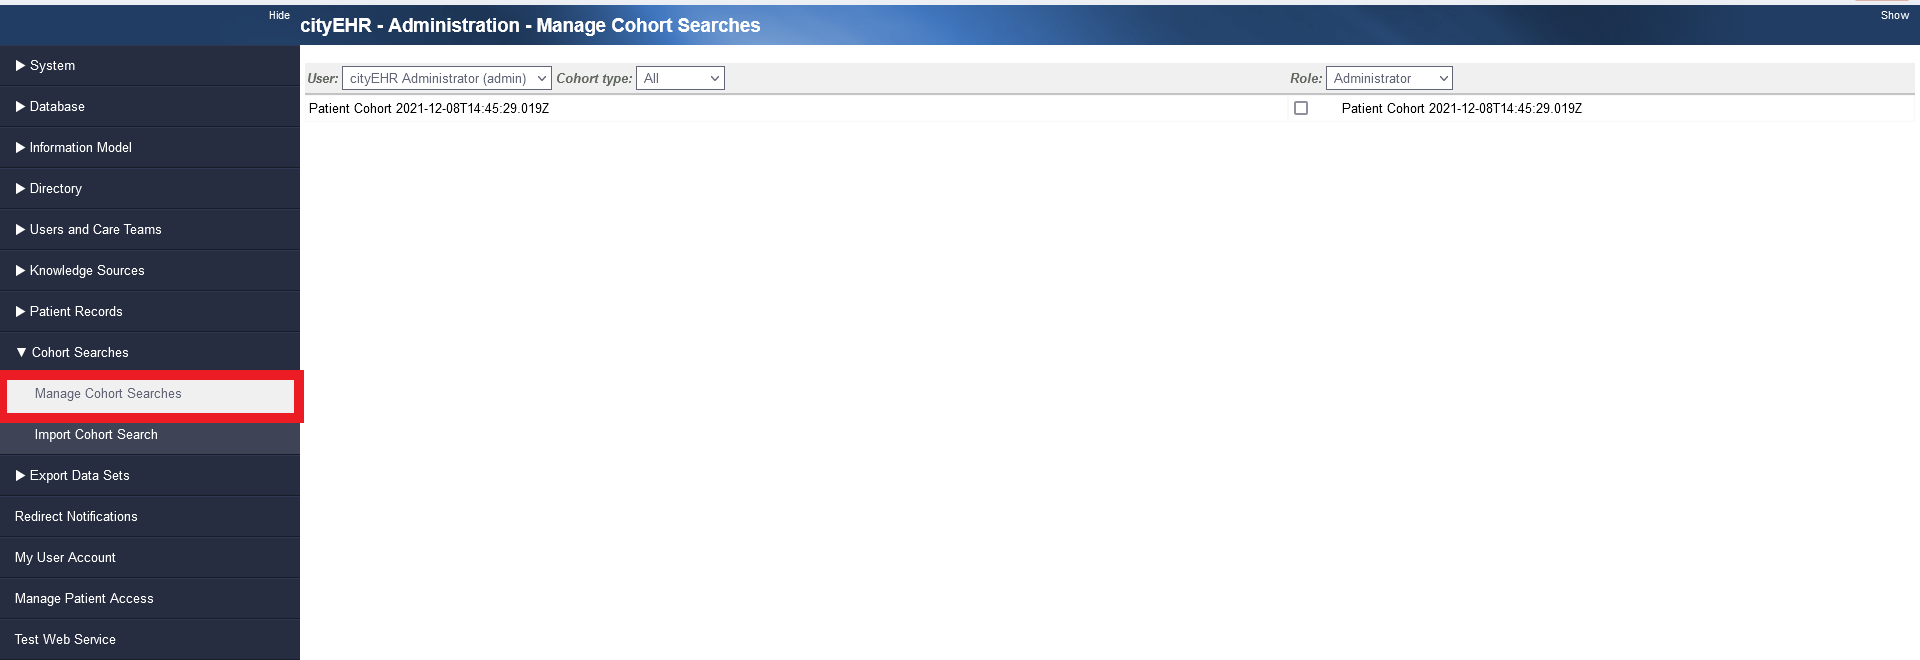 Hide
cityEHR - Administration - Manage Cohort Searches
Show
System
Database
Information Model
Directory
Users and Care Teams
Knowledge Sources
Patient Records
Cohort Searches
Manage Cohort Searches
Import Cohort Search
Export Data Sets
Redirect Notifications
My User Account
Manage Patient Access
Test Web Service
User: cityEHR Administrator (admin) Cohort type: All Role: Administrator
Patient Cohort 2021-12-08T14:45:29.019Z Patient Cohort 2021-12-08T14:45:29.019Z